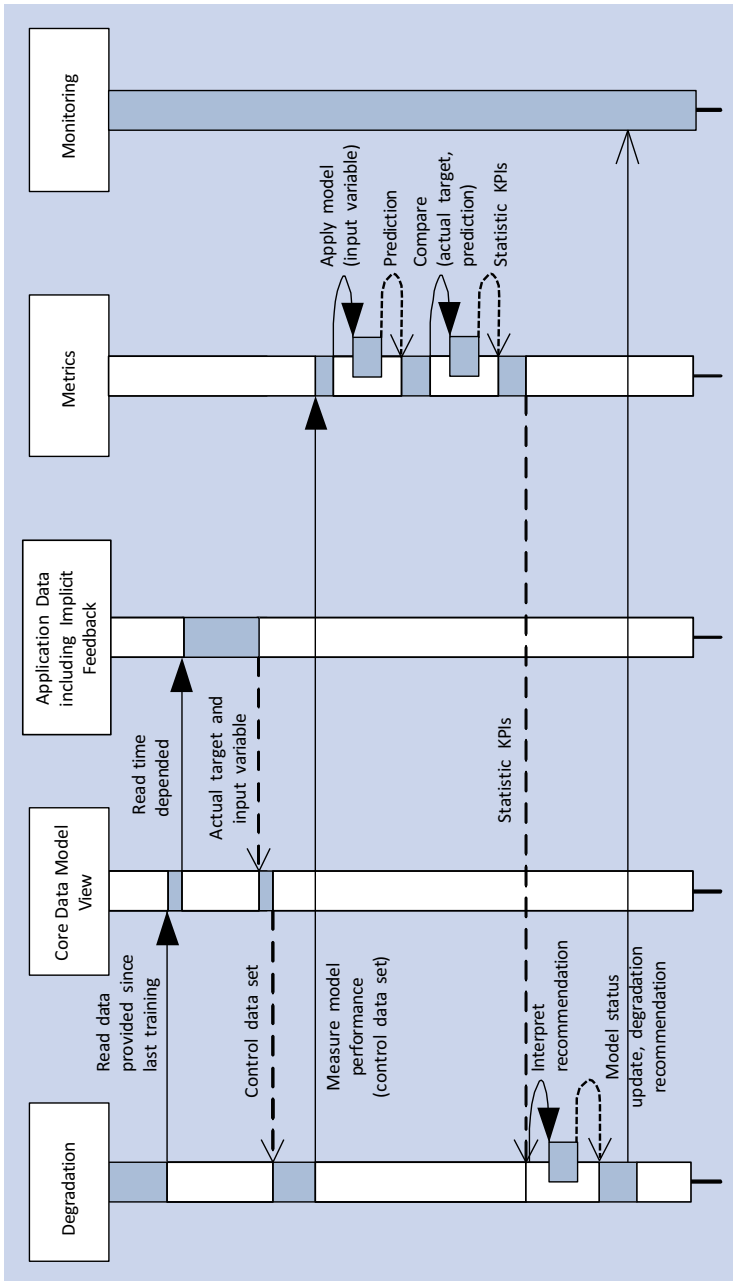 Degradation
Core Data Model
View
Application Data
including Implicit
Feedback
Metrics
Monitoring
Read data
provided since
last training
Read time
depended
Actual target and
input variable
Control data set
Measure model
performance
(control data set)
Apply model
(input variable)
Prediction
Compare
(actual target,
prediction)
Statistic KPIs
Statistic KPIs
Interpret
recommendation
Model status
update, degradation
recommendation